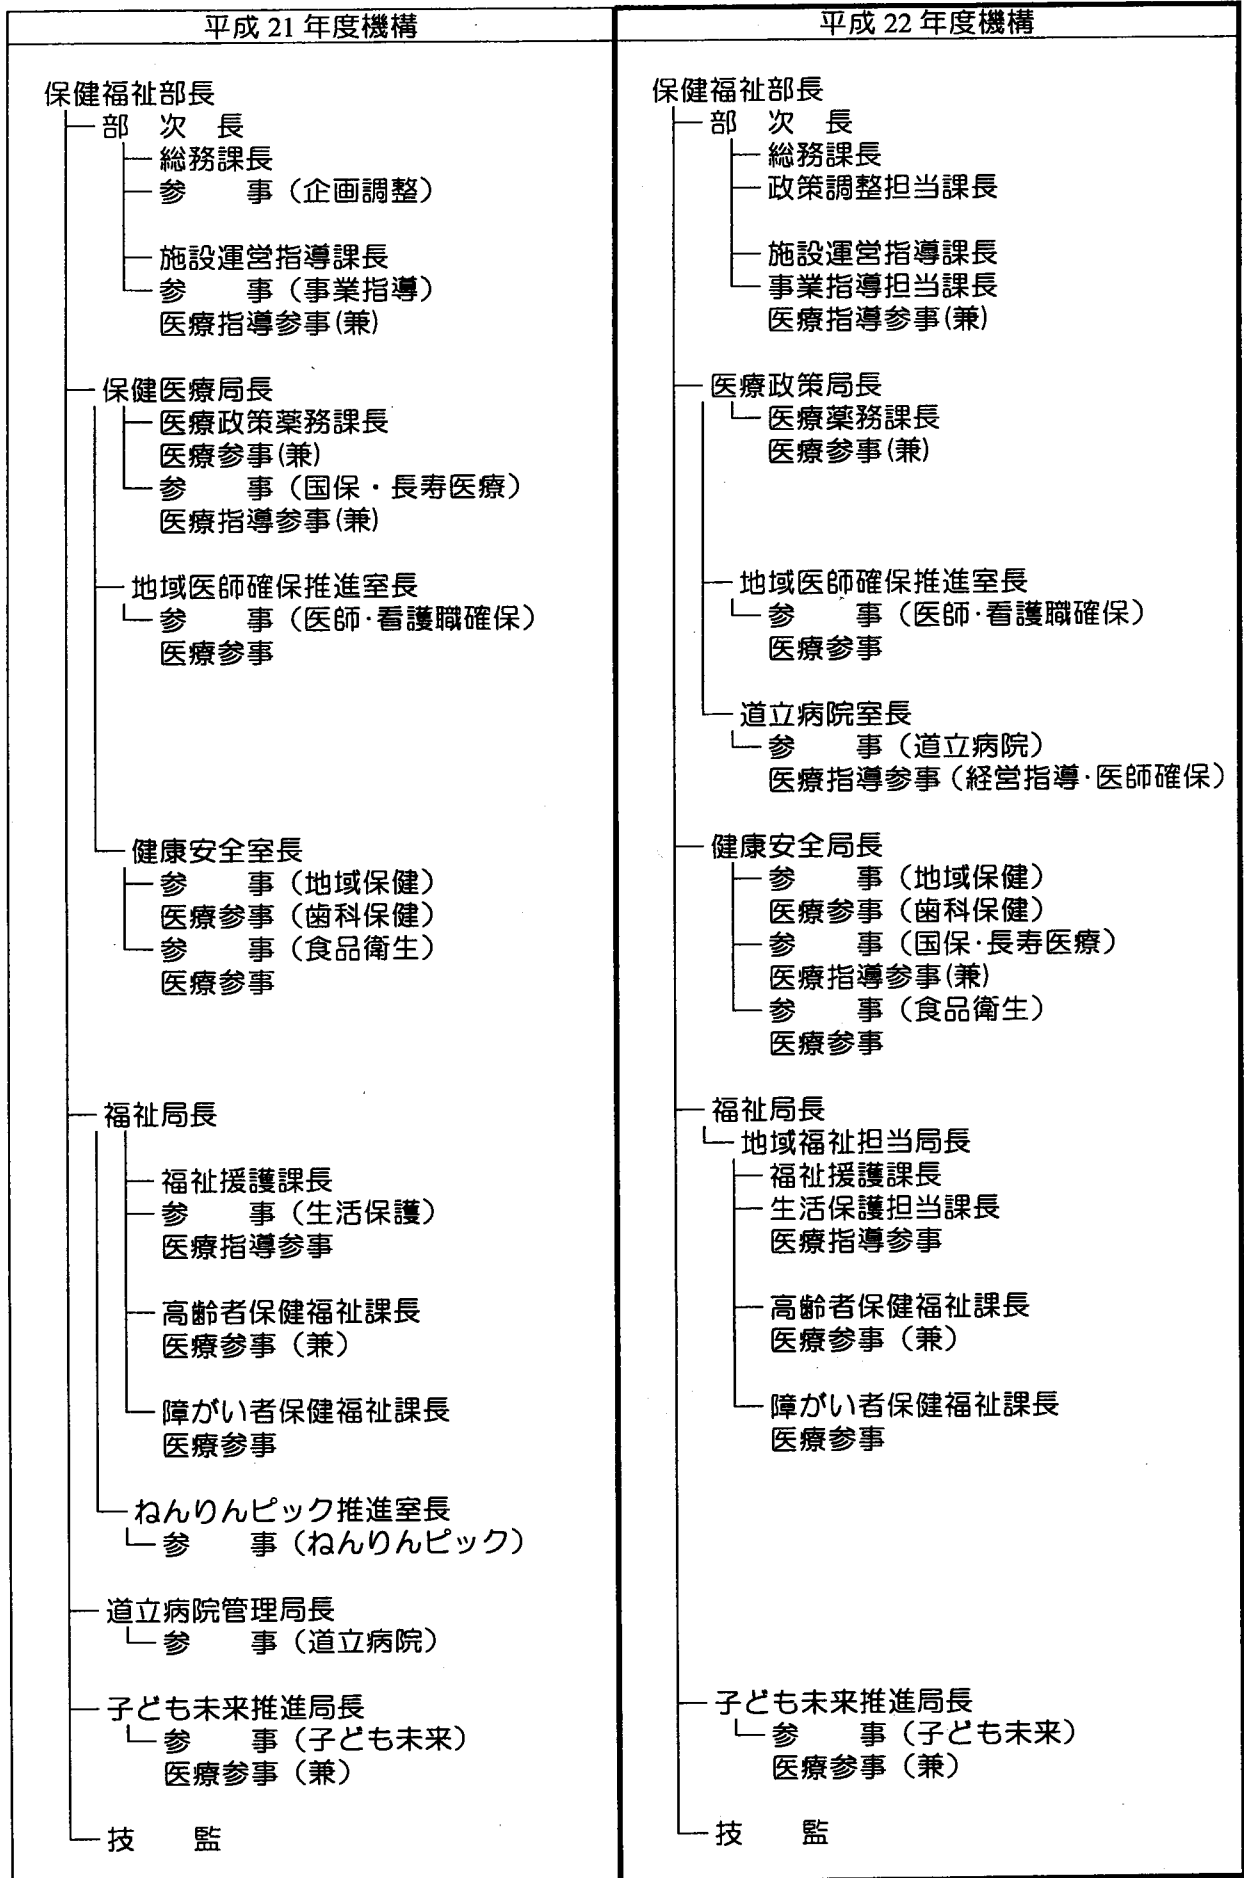 平成 21 年度機構
保健福祉部長
部　次　長
総務課長
参　　事（企画調整）
施設運営指導課長
参　　事（事業指導）
医療指導参事(兼)
保健医療局長
医療政策薬務課長
医療参事(兼)
参　　事（国保・長寿医療）
医療指導参事(兼)
地域医師確保推進室長
参　　事（医師・看護職確保）
医療参事
健康安全室長
参　　事（地域保健）
医療参事（歯科保健）
参　　事（食品衛生）
医療参事
福祉局長
福祉援護課長
参　　事（生活保護）
医療指導参事
高齢者保健福祉課長
医療参事（兼）
障がい者保健福祉課長
医療参事
ねんりんピック推進室長
参　　事（ねんりんピック）
道立病院管理局長
参　　事（道立病院）
子ども未来推進局長
参　　事（子ども未来）
医療参事（兼）
技　　監
平成 22 年度機構
保健福祉部長
部　次　長
総務課長
政策調整担当課長
施設運営指導課長
事業指導担当課長
医療指導参事(兼)
医療政策局長
医療薬務課長
医療参事(兼)
地域医師確保推進室長
参　　事（医師・看護職確保）
医療参事
道立病院室長
参　　事（道立病院）
医療指導参事（経営指導・医師確保）
健康安全局長
参　　事（地域保健）
医療参事（歯科保健）
参　　事（国保・長寿医療）
医療指導参事(兼)
参　　事（食品衛生）
医療参事
福祉局長
地域福祉担当局長
福祉援護課長
生活保護担当課長
医療指導参事
高齢者保健福祉課長
医療参事（兼）
障がい者保健福祉課長
医療参事
子ども未来推進局長
参　　事（子ども未来）
医療参事（兼）
技　　監